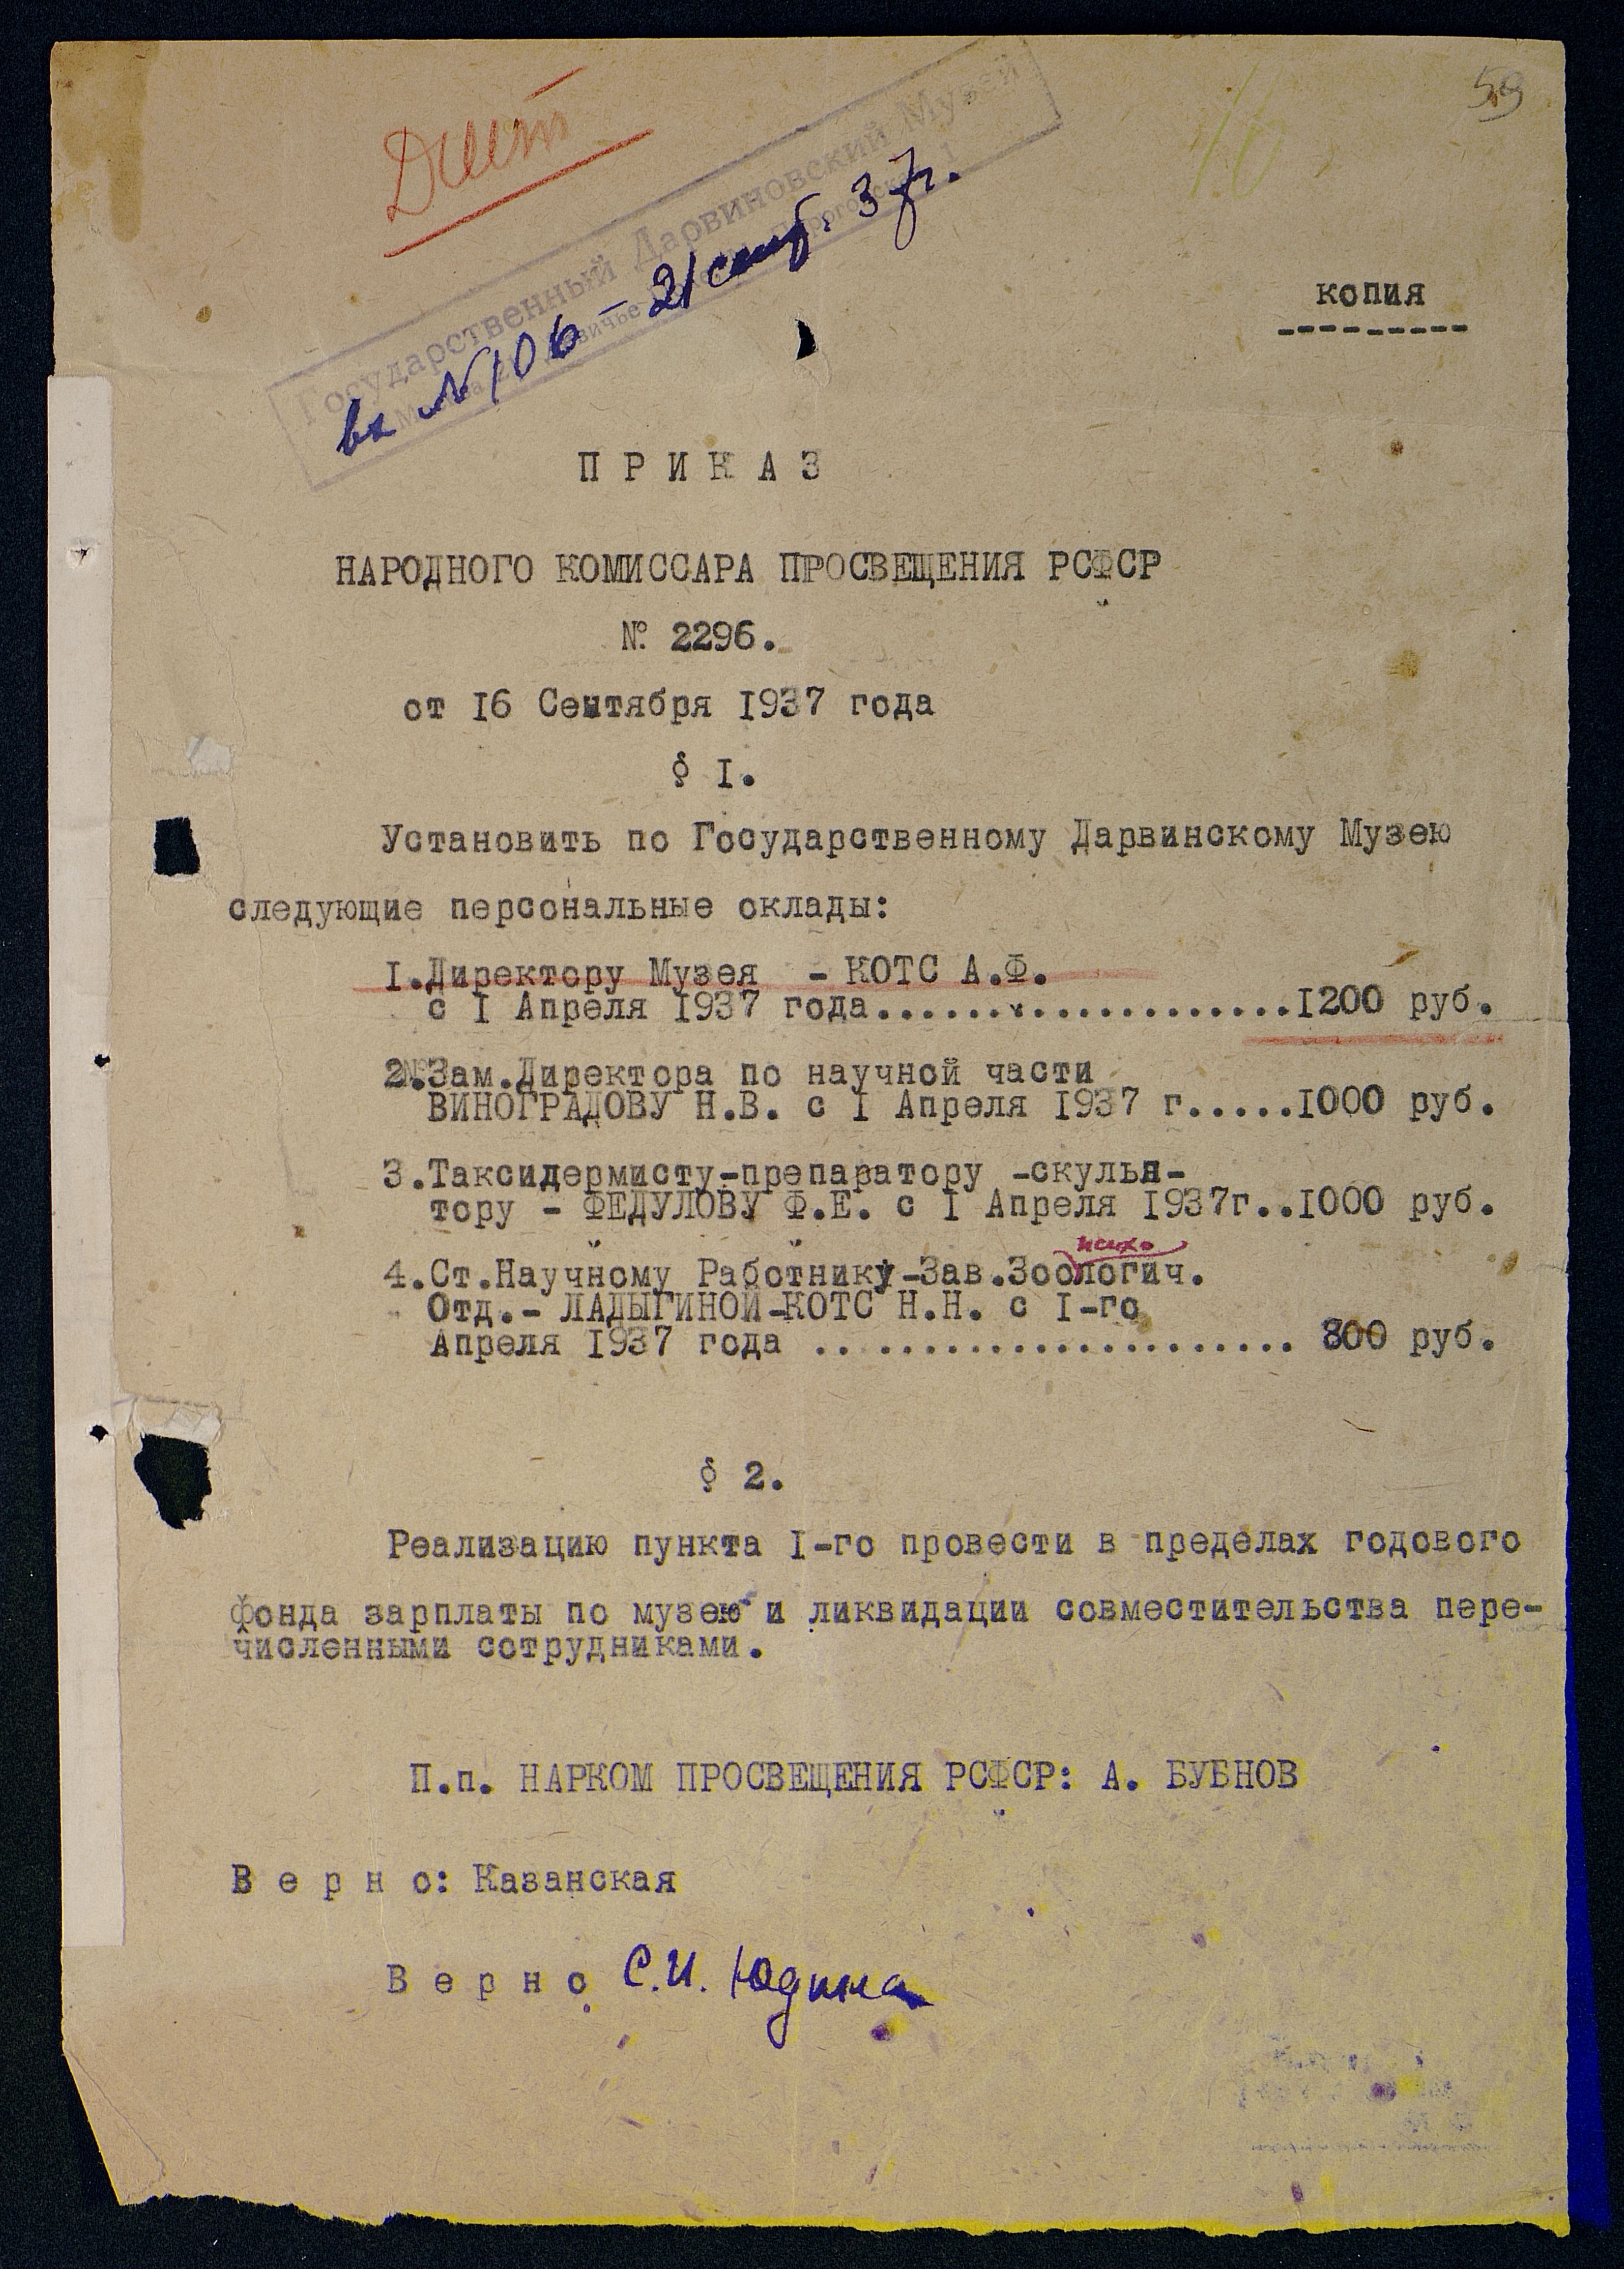 59
Государственный Дарвиновский Музей
вх №106 - 21 сент. 37г.
копия
ПРИКАЗ
НАРОДНОГО КОМИССАРА ПРОСВЕЩЕНИЯ РСФСР
№ 2296.
от 16 Сентября 1937 года
§ I.
Установить по Государственному Дарвинскому Музею
следующие персональные оклады:
I.Директору Музея - КОТС А.Ф.
с I Апреля 1937 года.......................1200 руб.
2.Зам.Директора по научной части
ВИНОГРАДОВУ Н.В. с I Апреля 1937 г.....1000 руб.
3.Таксидермисту-препаратору -скульп-
тору - ФЕДУЛОВУ Ф.Е. с I Апреля 1937г..1000 руб.
психо
4.Ст.Научному Работнику-Зав.Зоологич.
Отд.- ЛАДЫГИНОЙ-КОТС Н.Н. с I-го
Апреля 1937 года ........................ 800 руб.
§ 2.
Реализацию пункта I-го провести в пределах годового
фонда зарплаты по музею и ликвидации совместительства пере-
численными сотрудниками.
П.п. НАРКОМ ПРОСВЕЩЕНИЯ РСФСР: А. БУБНОВ
Верно: Казанская
Верно С.И. Юдина